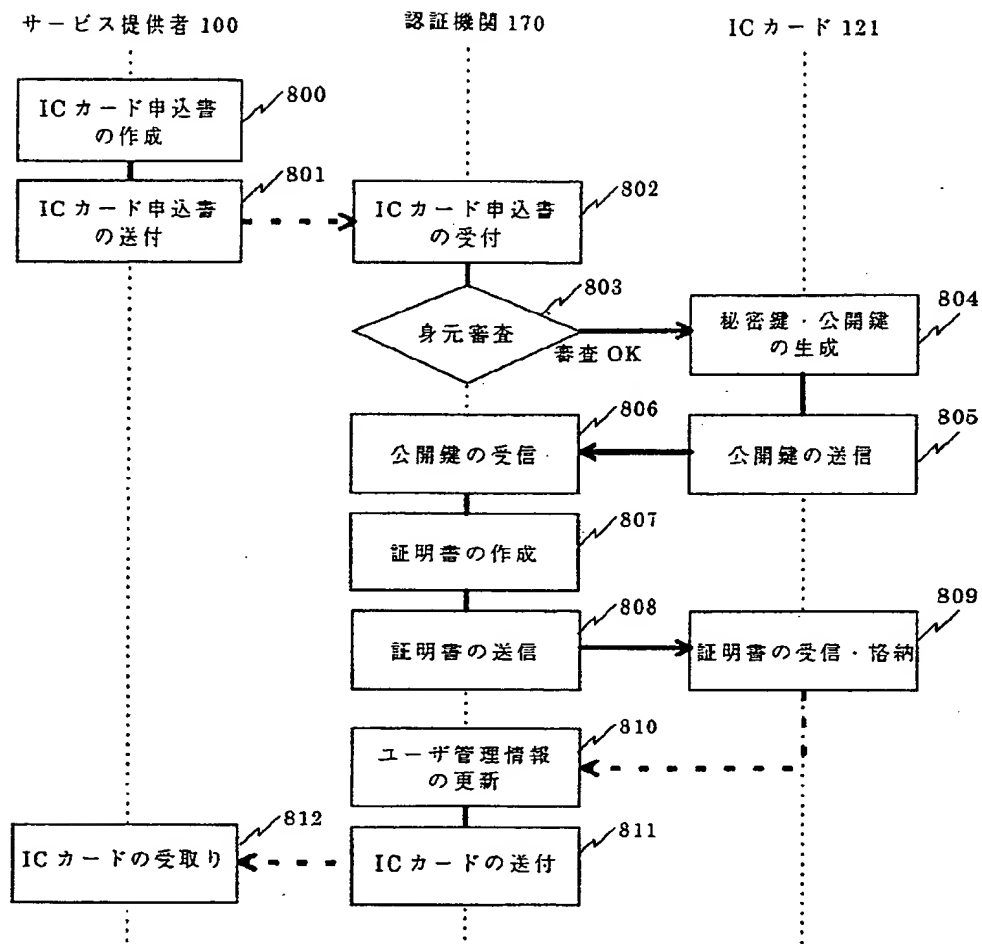 サービス提供者 100
認証機関 170
ICカード 121
ICカード申込書
の作成
800
ICカード申込書
の送付
801
ICカード申込書
の受付
802
身元審査
803
審査 OK
秘密鍵・公開鍵
の生成
804
公開鍵の送信
805
公開鍵の受信
806
証明書の作成
807
証明書の送信
808
証明書の受信・格納
809
ユーザ管理情報
の更新
810
ICカードの送付
811
ICカードの受取り
812